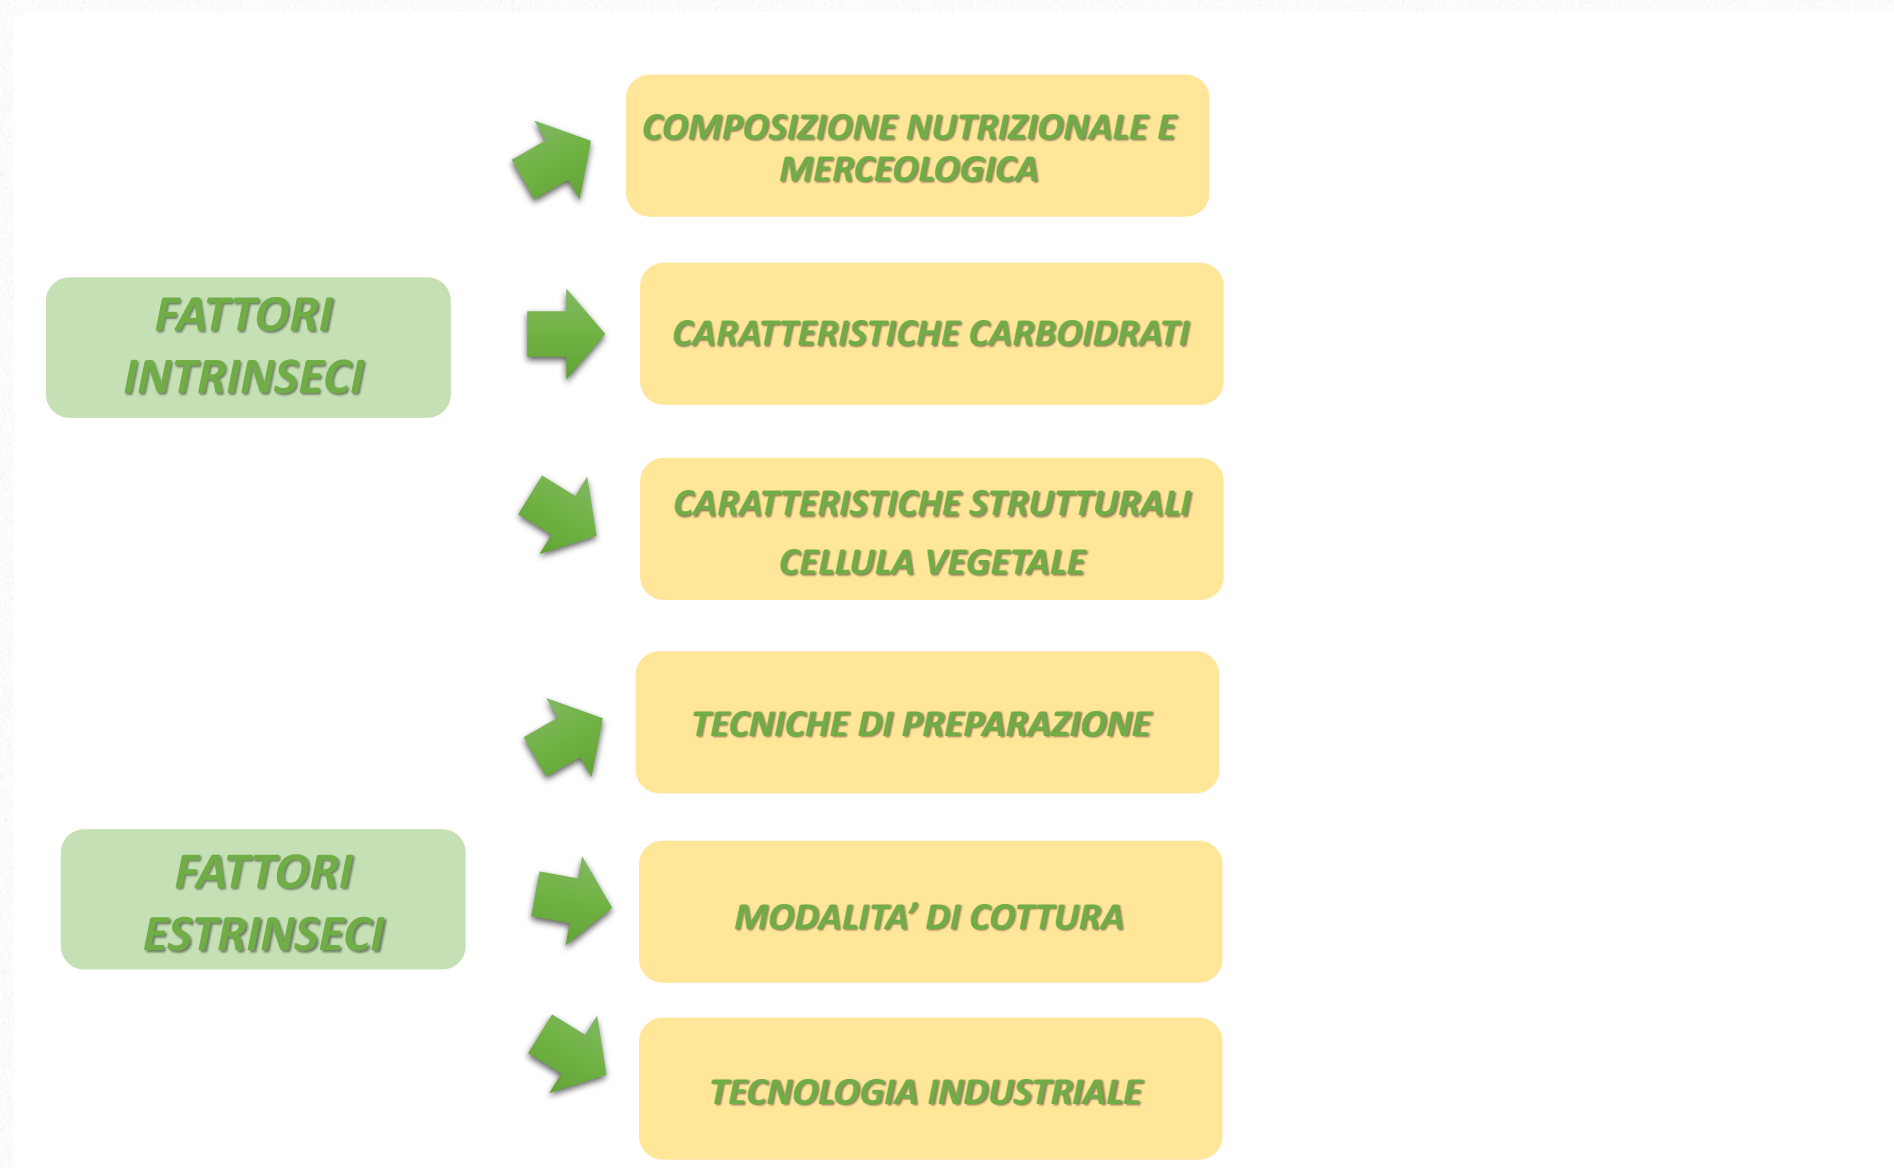 COMPOSIZIONE NUTRIZIONALE E
MERCEOLOGICA
FATTORI
INTRINSECI
CARATTERISTICHE CARBOIDRATI
CARATTERISTICHE STRUTTURALI
CELLULA VEGETALE
TECNICHE DI PREPARAZIONE
FATTORI
ESTRINSECI
MODALITA’ DI COTTURA
TECNOLOGIA INDUSTRIALE